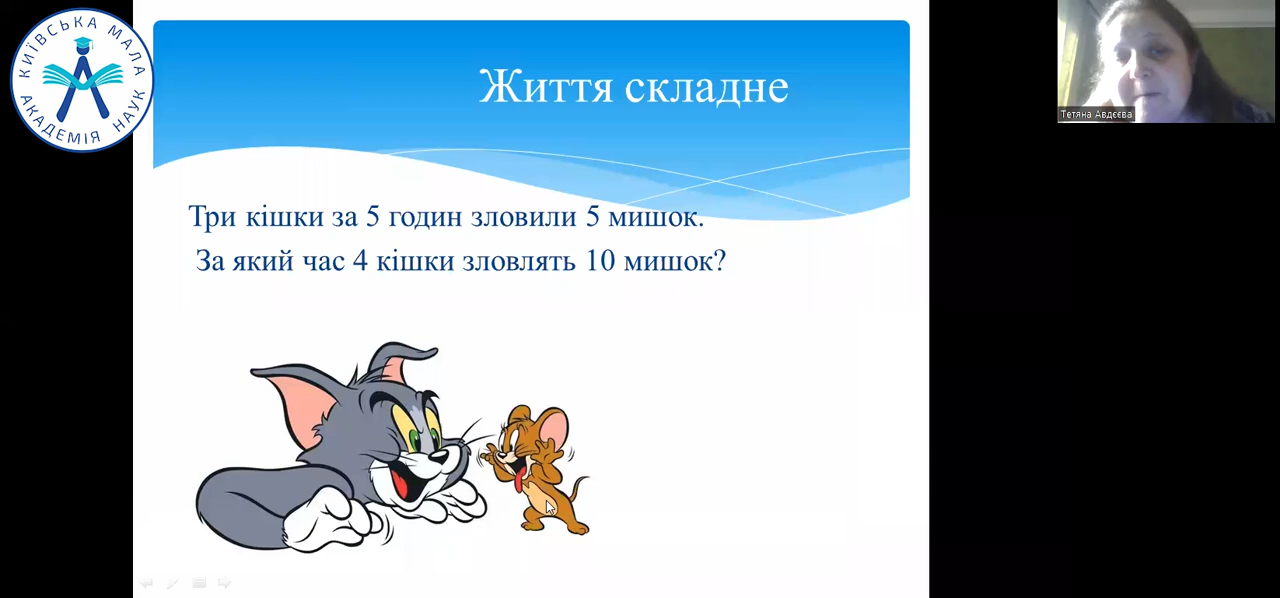 КИЇВСЬКА МАЛА
АКАДЕМІЯ НАУК
Життя складне
Три кішки за 5 годин зловили 5 мишок.
За який час 4 кішки зловлять 10 мишок?
Тетяна Авдєєва